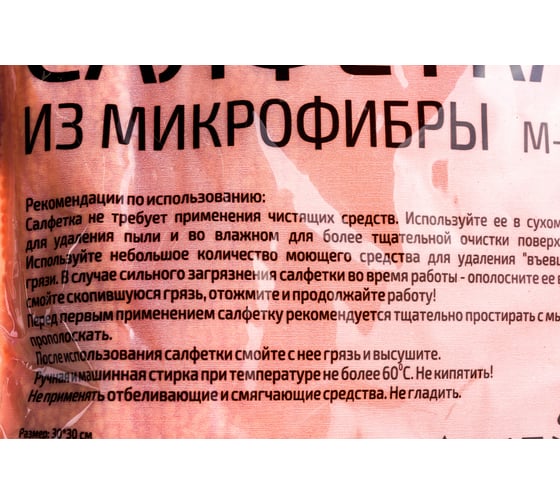 САЛФЕТКА
ИЗ МИКРОФИБРЫ М-
Рекомендации по использованию:
Салфетка не требует применения чистящих средств. Используйте ее в сухом
для удаления пыли и во влажном для более тщательной очистки поверх
Используйте небольшое количество моющего средства для удаления "въевш
грязи. В случае сильного загрязнения салфетки во время работы - ополосните ее в
смойте скопившуюся грязь, отожмите и продолжайте работу!
Перед первым применением салфетку рекомендуется тщательно простирать с мы
прополоскать.
После использования салфетки смойте с нее грязь и высушите.
Ручная и машинная стирка при температуре не более 60°С. Не кипятить!
Не применять отбеливающие и смягчающие средства. Не гладить.
Размер: 30*30 см